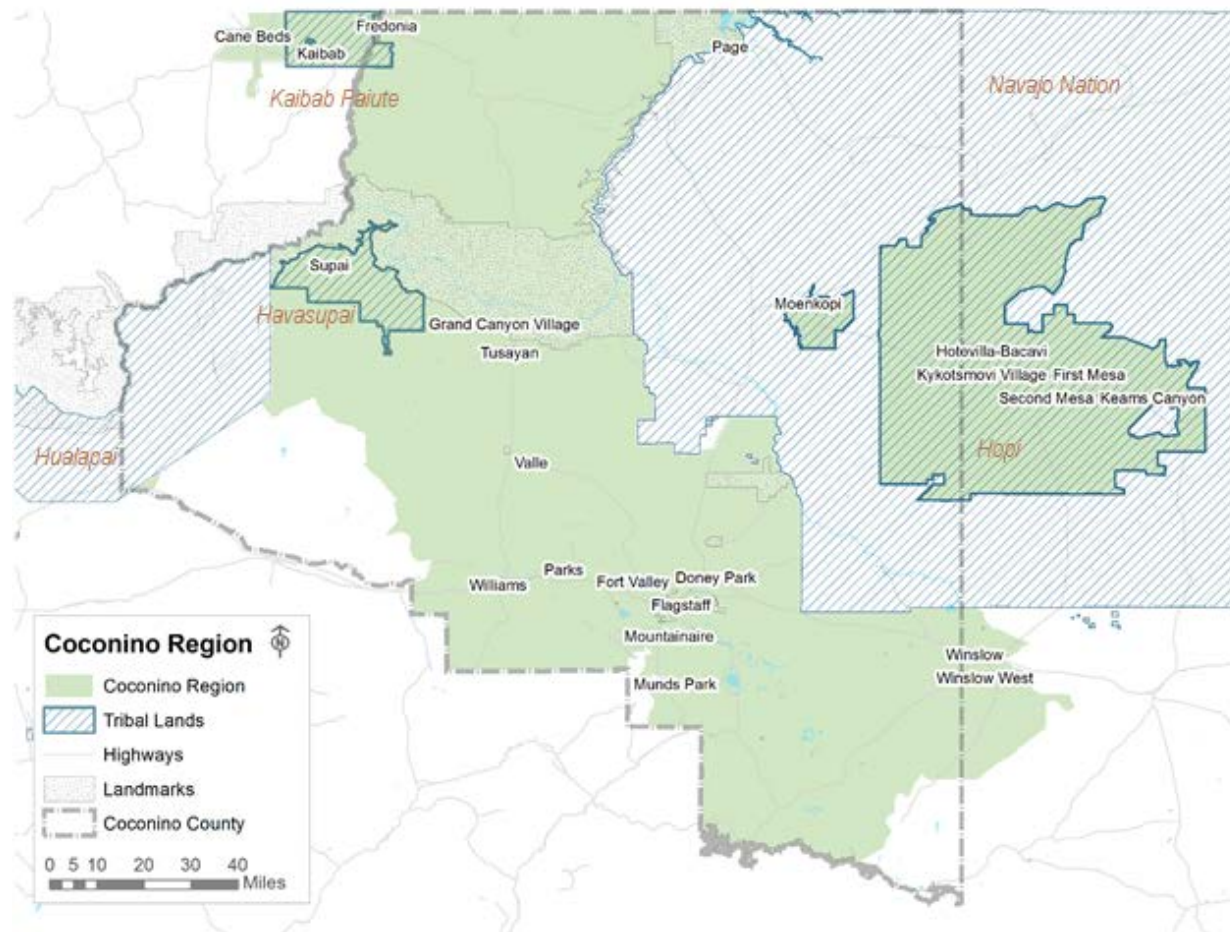 Fredonia
Cane Beds
Kaibab
Page
Kaibab Paiute
Navajo Nation
Supai
Havasupai
Moenkopi
Grand Canyon Village
Tusayan
Hotevilla-Bacavi
Kykotsmovi Village First Mesa
Second Mesa Keams Canyon
Hualapai
Hopi
Valle
Parks
Williams
Fort Valley
Doney Park
Flagstaff
Mountainaire
Munds Park
Winslow
Winslow West
Coconino Region
N
Coconino Region
Tribal Lands
Highways
Landmarks
Coconino County
0 5 10 20 30 40
Miles